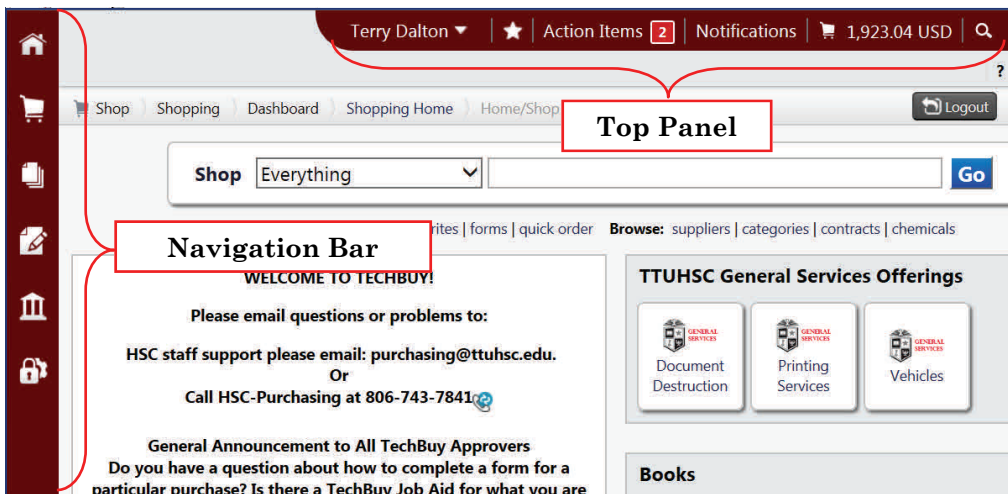 Terry Dalton Action Items 2 Notifications 1,923.04 USD
?
Shop Shopping Dashboard Shopping Home Home/Shop
Logout
Top Panel
Shop Everything Go
Navigation Bar
forms | quick order Browse: suppliers | categories | contracts | chemicals
WELCOME TO TECHBUY!
Please email questions or problems to:
HSC staff support please email: purchasing@ttuhsc.edu.
Or
Call HSC-Purchasing at 806-743-7841
General Announcement to All TechBuy Approvers
Do you have a question about how to complete a form for a
particular purchase? Is there a TechBuy Job Aid for what you are
TTUHSC General Services Offerings
GENERAL
SERVICES
Document
Destruction
GENERAL
SERVICES
Printing
Services
GENERAL
SERVICES
Vehicles
Books